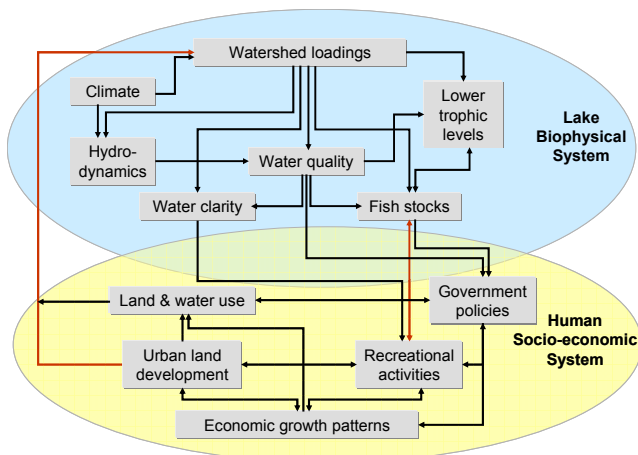 Watershed loadings
Climate
Lower
trophic
levels
Lake
Biophysical
System
Hydro-
dynamics
Water quality
Water clarity
Fish stocks
Land & water use
Government
policies
Human
Socio-economic
System
Urban land
development
Recreational
activities
Economic growth patterns